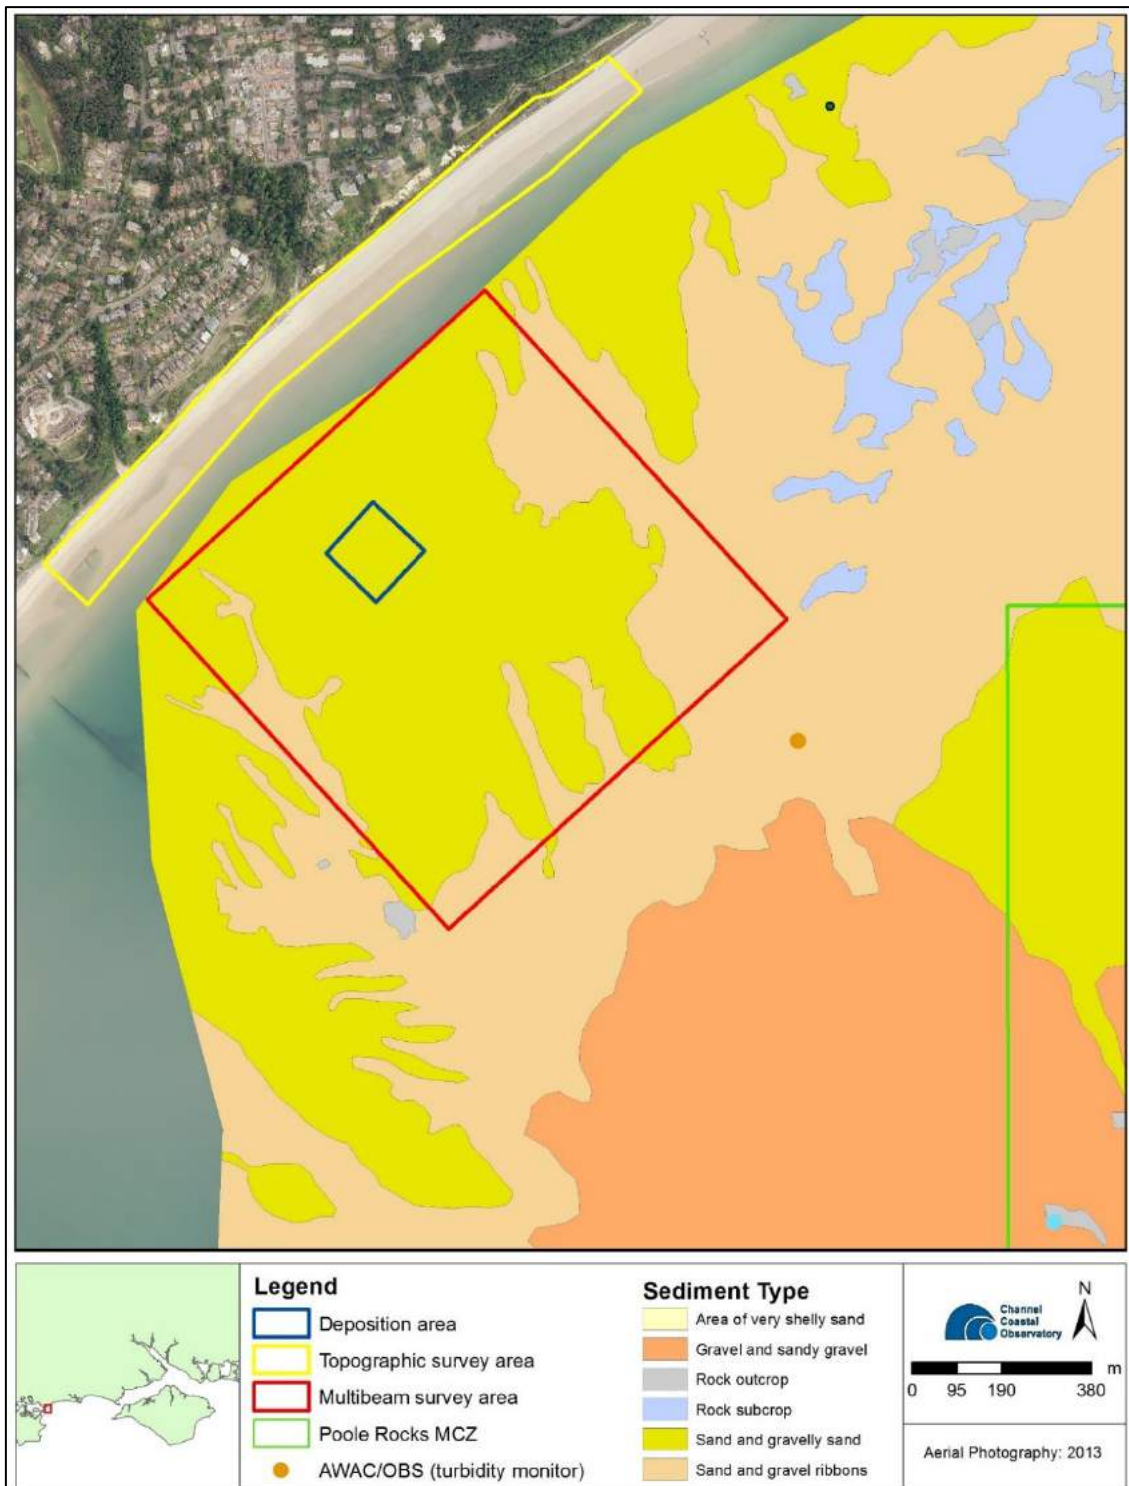 Legend
Deposition area
Topographic survey area
Multibeam survey area
Poole Rocks MCZ
AWAC/OBS (turbidity monitor)
Sediment Type
Area of very shelly sand
Gravel and sandy gravel
Rock outcrop
Rock subcrop
Sand and gravelly sand
Sand and gravel ribbons
Channel
Coastal
Observatory
N
m
0 95 190 380
Aerial Photography: 2013